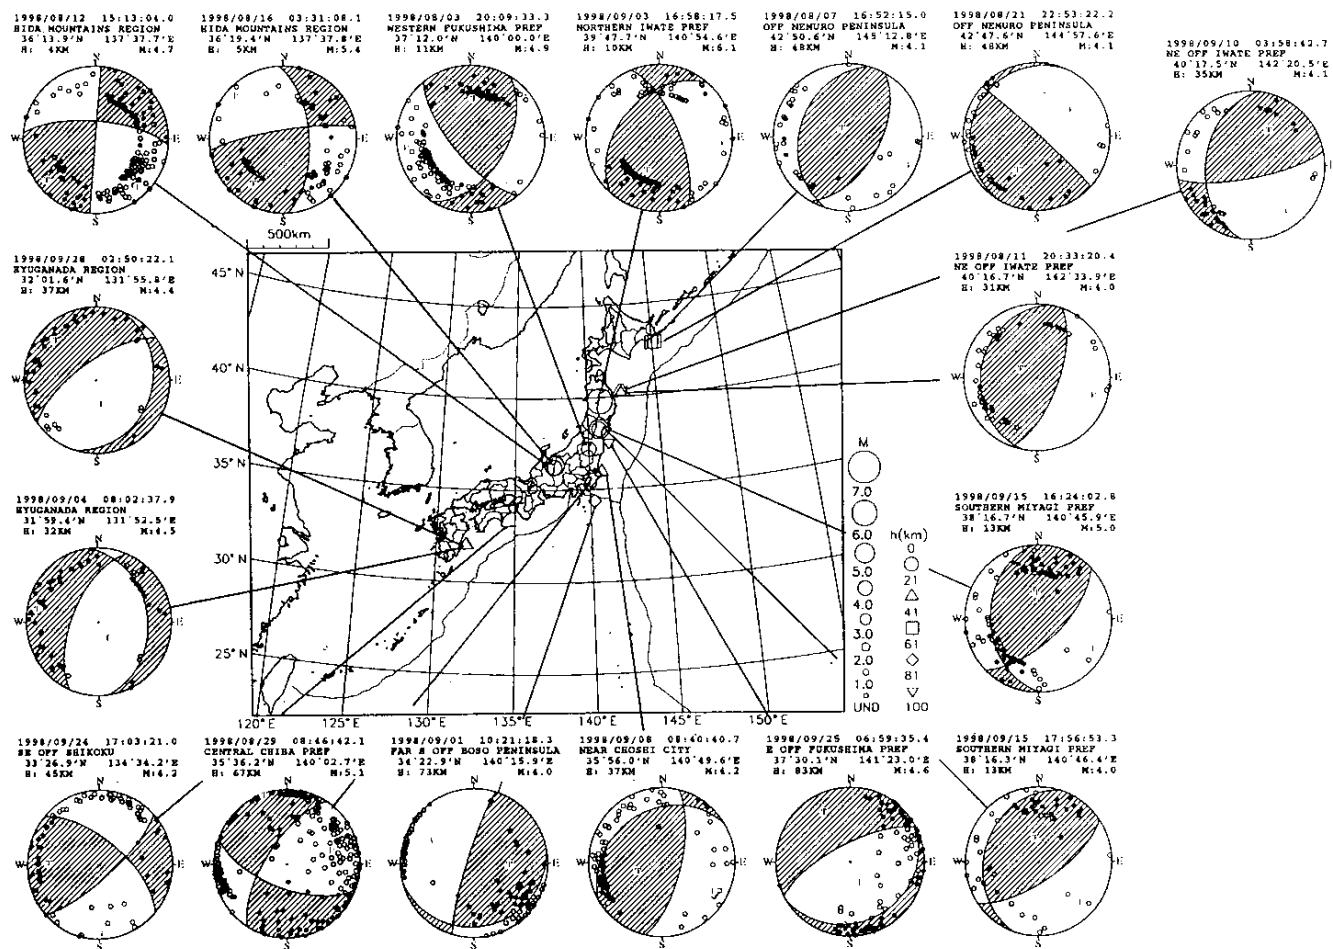 1998/08/12 15:13:04.0
HIDA MOUNTAINS REGION
36°13.9'N 137°37.7'E
H: 4KM M:4.7
1998/08/16 03:31:08.1
HIDA MOUNTAINS REGION
36°19.4'N 137°37.8'E
H: 5KM M:5.4
1998/08/03 20:09:33.3
WESTERN FUKUSHIMA PREF
37°12.0'N 140°00.0'E
H: 11KM M:4.9
1998/09/03 16:58:17.5
NORTHERN IWATE PREF
39°47.7'N 140°54.6'E
H: 10KM M:6.1
1998/08/07 16:52:15.0
OFF NEMURO PENINSULA
42°50.6'N 145°12.8'E
H: 48KM M:4.1
1998/08/21 22:53:22.2
OFF NEMURO PENINSULA
42°47.6'N 144°57.6'E
H: 48KM M:4.1
1998/09/10 03:58:42.7
NE OFF IWATE PREF
40°17.5'N 142°20.5'E
H: 35KM M:4.1
N
W
E
S
500km
1998/09/28 02:50:22.1
HYUGANADA REGION
32°01.6'N 131°55.8'E
H: 37KM M:4.4
1998/08/11 20:33:20.4
NE OFF IWATE PREF
40°16.7'N 142°33.9'E
H: 31KM M:4.0
1998/09/04 08:02:37.9
HYUGANADA REGION
31°59.4'N 131°52.5'E
H: 32KM M:4.5
1998/09/15 16:24:02.8
SOUTHERN MIYAGI PREF
38°16.7'N 140°45.9'E
H: 13KM M:5.0
45°N
40°N
35°N
30°N
25°N
120°E 125°E 130°E 135°E 140°E 145°E 150°E
M
7.0
6.0
5.0
4.0
3.0
2.0
1.0
UND
h(km)
0
21
41
61
81
100
1998/09/24 17:03:21.0
SE OFF SHIKOKU
33°26.9'N 134°34.2'E
H: 45KM M:4.2
1998/08/29 08:46:42.1
CENTRAL CHIBA PREF
35°36.2'N 140°02.7'E
H: 67KM M:5.1
1998/09/01 10:21:18.3
FAR S OFF BOSO PENINSULA
34°22.9'N 140°15.9'E
H: 73KM M:4.0
1998/09/08 08:40:40.7
NEAR CHOSHI CITY
35°56.0'N 140°49.6'E
H: 37KM M:4.2
1998/09/25 06:59:35.4
E OFF FUKUSHIMA PREF
37°30.1'N 141°23.0'E
H: 83KM M:4.6
1998/09/15 17:56:53.3
SOUTHERN MIYAGI PREF
38°16.3'N 140°46.4'E
H: 13KM M:4.0